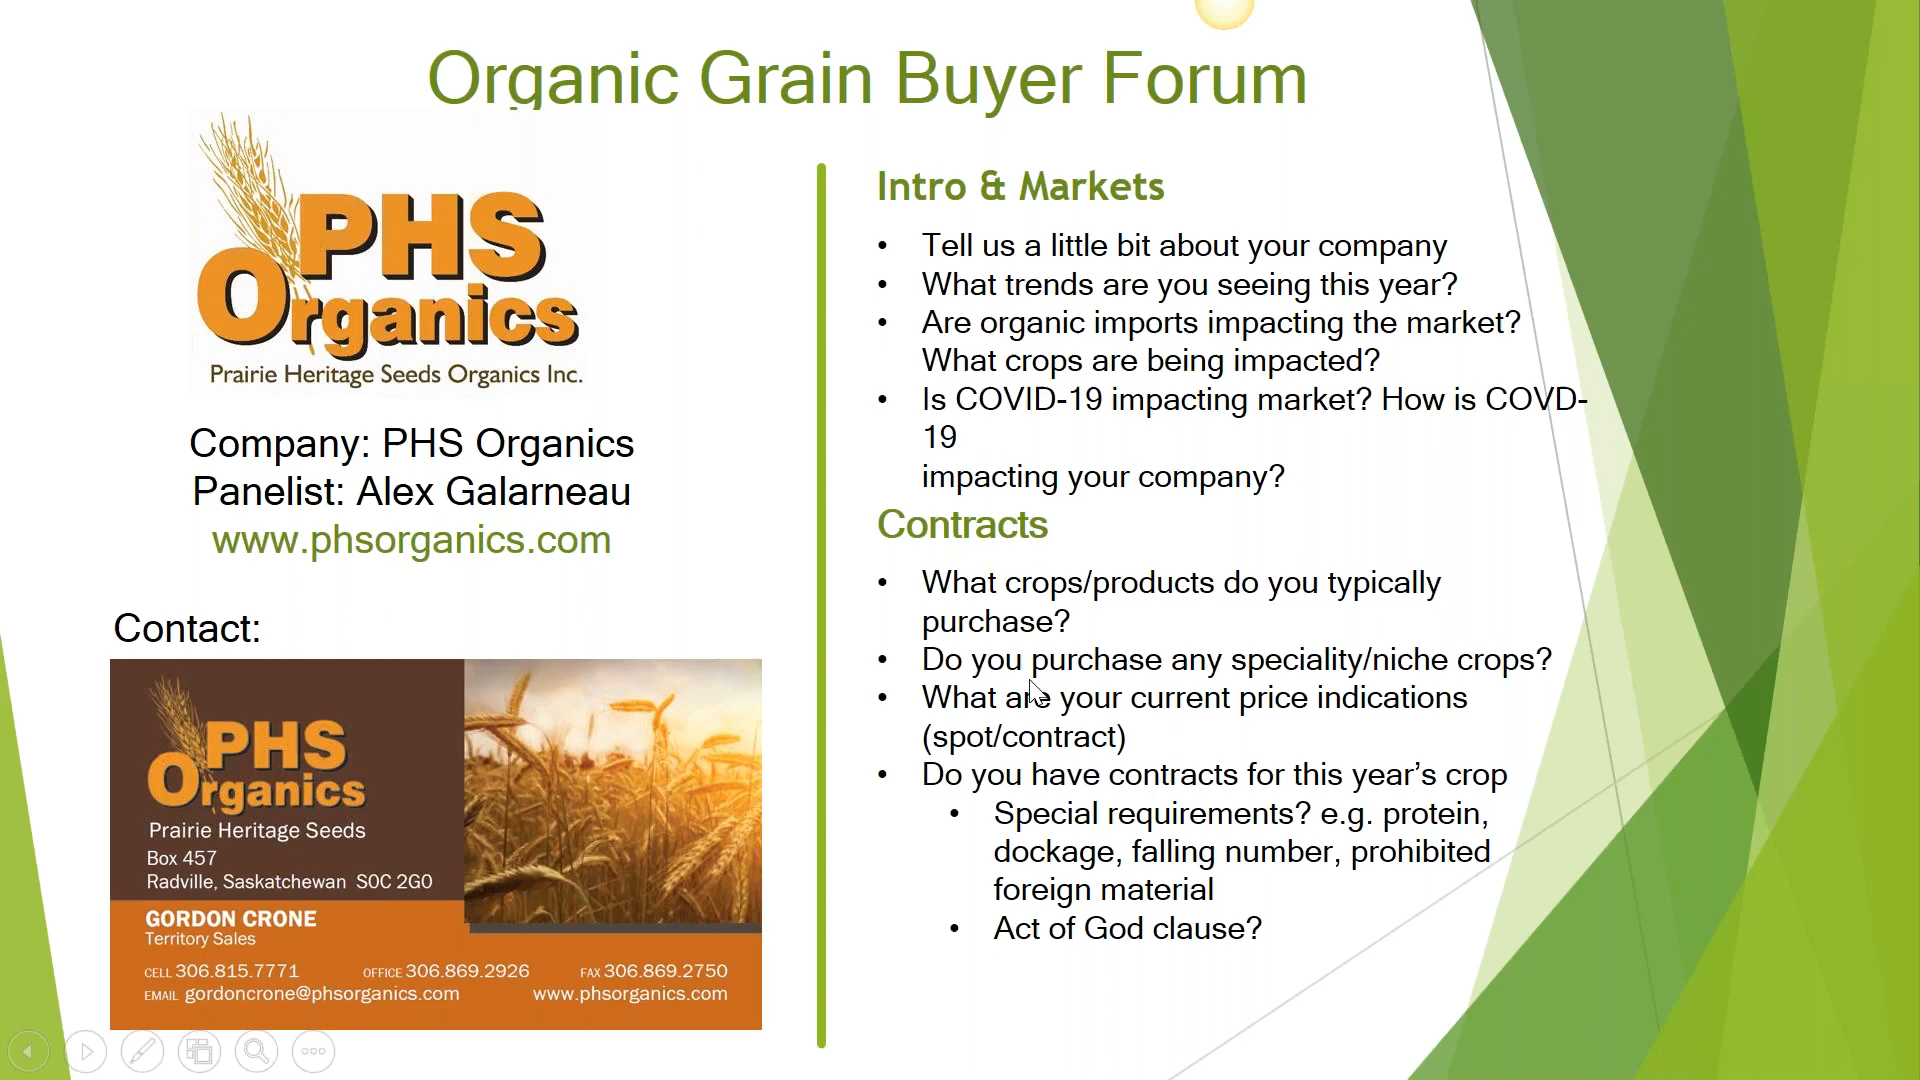 Organic Grain Buyer Forum
PHS
Organics
Prairie Heritage Seeds Organics Inc.
Company: PHS Organics
Panelist: Alex Galarneau
www.phsorganics.com
Contact:
PHS
Organics
Prairie Heritage Seeds
Box 457
Radville, Saskatchewan S0C 2G0
GORDON CRONE
Territory Sales
CELL 306.815.7771 OFFICE 306.869.2926 FAX 306.869.2750
EMAIL gordoncrone@phsorganics.com www.phsorganics.com
Intro & Markets
• Tell us a little bit about your company
• What trends are you seeing this year?
• Are organic imports impacting the market?
What crops are being impacted?
• Is COVID-19 impacting market? How is COVD-
19
impacting your company?
Contracts
• What crops/products do you typically
purchase?
• Do you purchase any speciality/niche crops?
• What are your current price indications
(spot/contract)
• Do you have contracts for this year’s crop
• Special requirements? e.g. protein,
dockage, falling number, prohibited
foreign material
• Act of God clause?